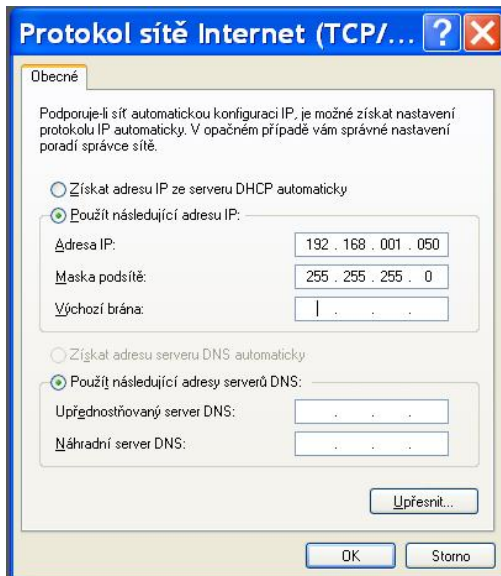 Protokol sítě Internet (TCP/...
Obecné
Podporuje-li síť automatickou konfiguraci IP, je možné získat nastavení
protokolu IP automaticky. V opačném případě vám správné nastavení
poradí správce sítě.
Získat adresu IP ze serveru DHCP automaticky
Použít následující adresu IP:
Adresa IP: 192 . 168 . 001 . 050
Maska podsítě: 255 . 255 . 255 . 0
Výchozí brána: . . .
Získat adresu serveru DNS automaticky
Použít následující adresy serverů DNS:
Upřednostňovaný server DNS: . . .
Náhradní server DNS: . . .
Upřesnit...
OK Storno